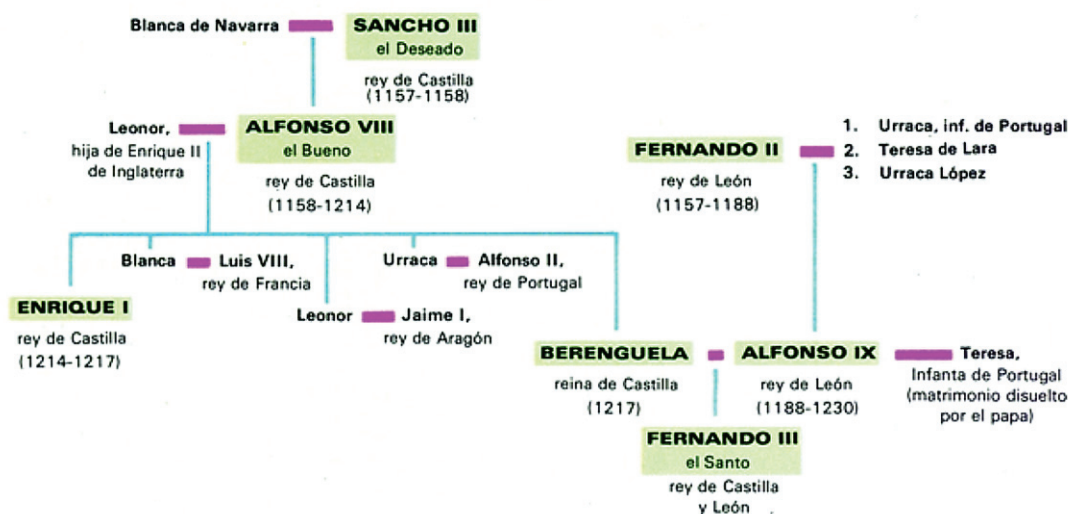 Blanca de Navarra
SANCHO III
el Deseado
rey de Castilla
(1157-1158)
Leonor,
hija de Enrique II
de Inglaterra
ALFONSO VIII
el Bueno
rey de Castilla
(1158-1214)
FERNANDO II
rey de León
(1157-1188)
1. Urraca, inf. de Portugal
2. Teresa de Lara
3. Urraca López
ENRIQUE I
rey de Castilla
(1214-1217)
Blanca
Luis VIII,
rey de Francia
Leonor
Jaime I,
rey de Aragón
Urraca
Alfonso II,
rey de Portugal
BERENGUELA
reina de Castilla
(1217)
ALFONSO IX
rey de León
(1188-1230)
Teresa,
Infanta de Portugal
(matrimonio disuelto
por el papa)
FERNANDO III
el Santo
rey de Castilla
y León